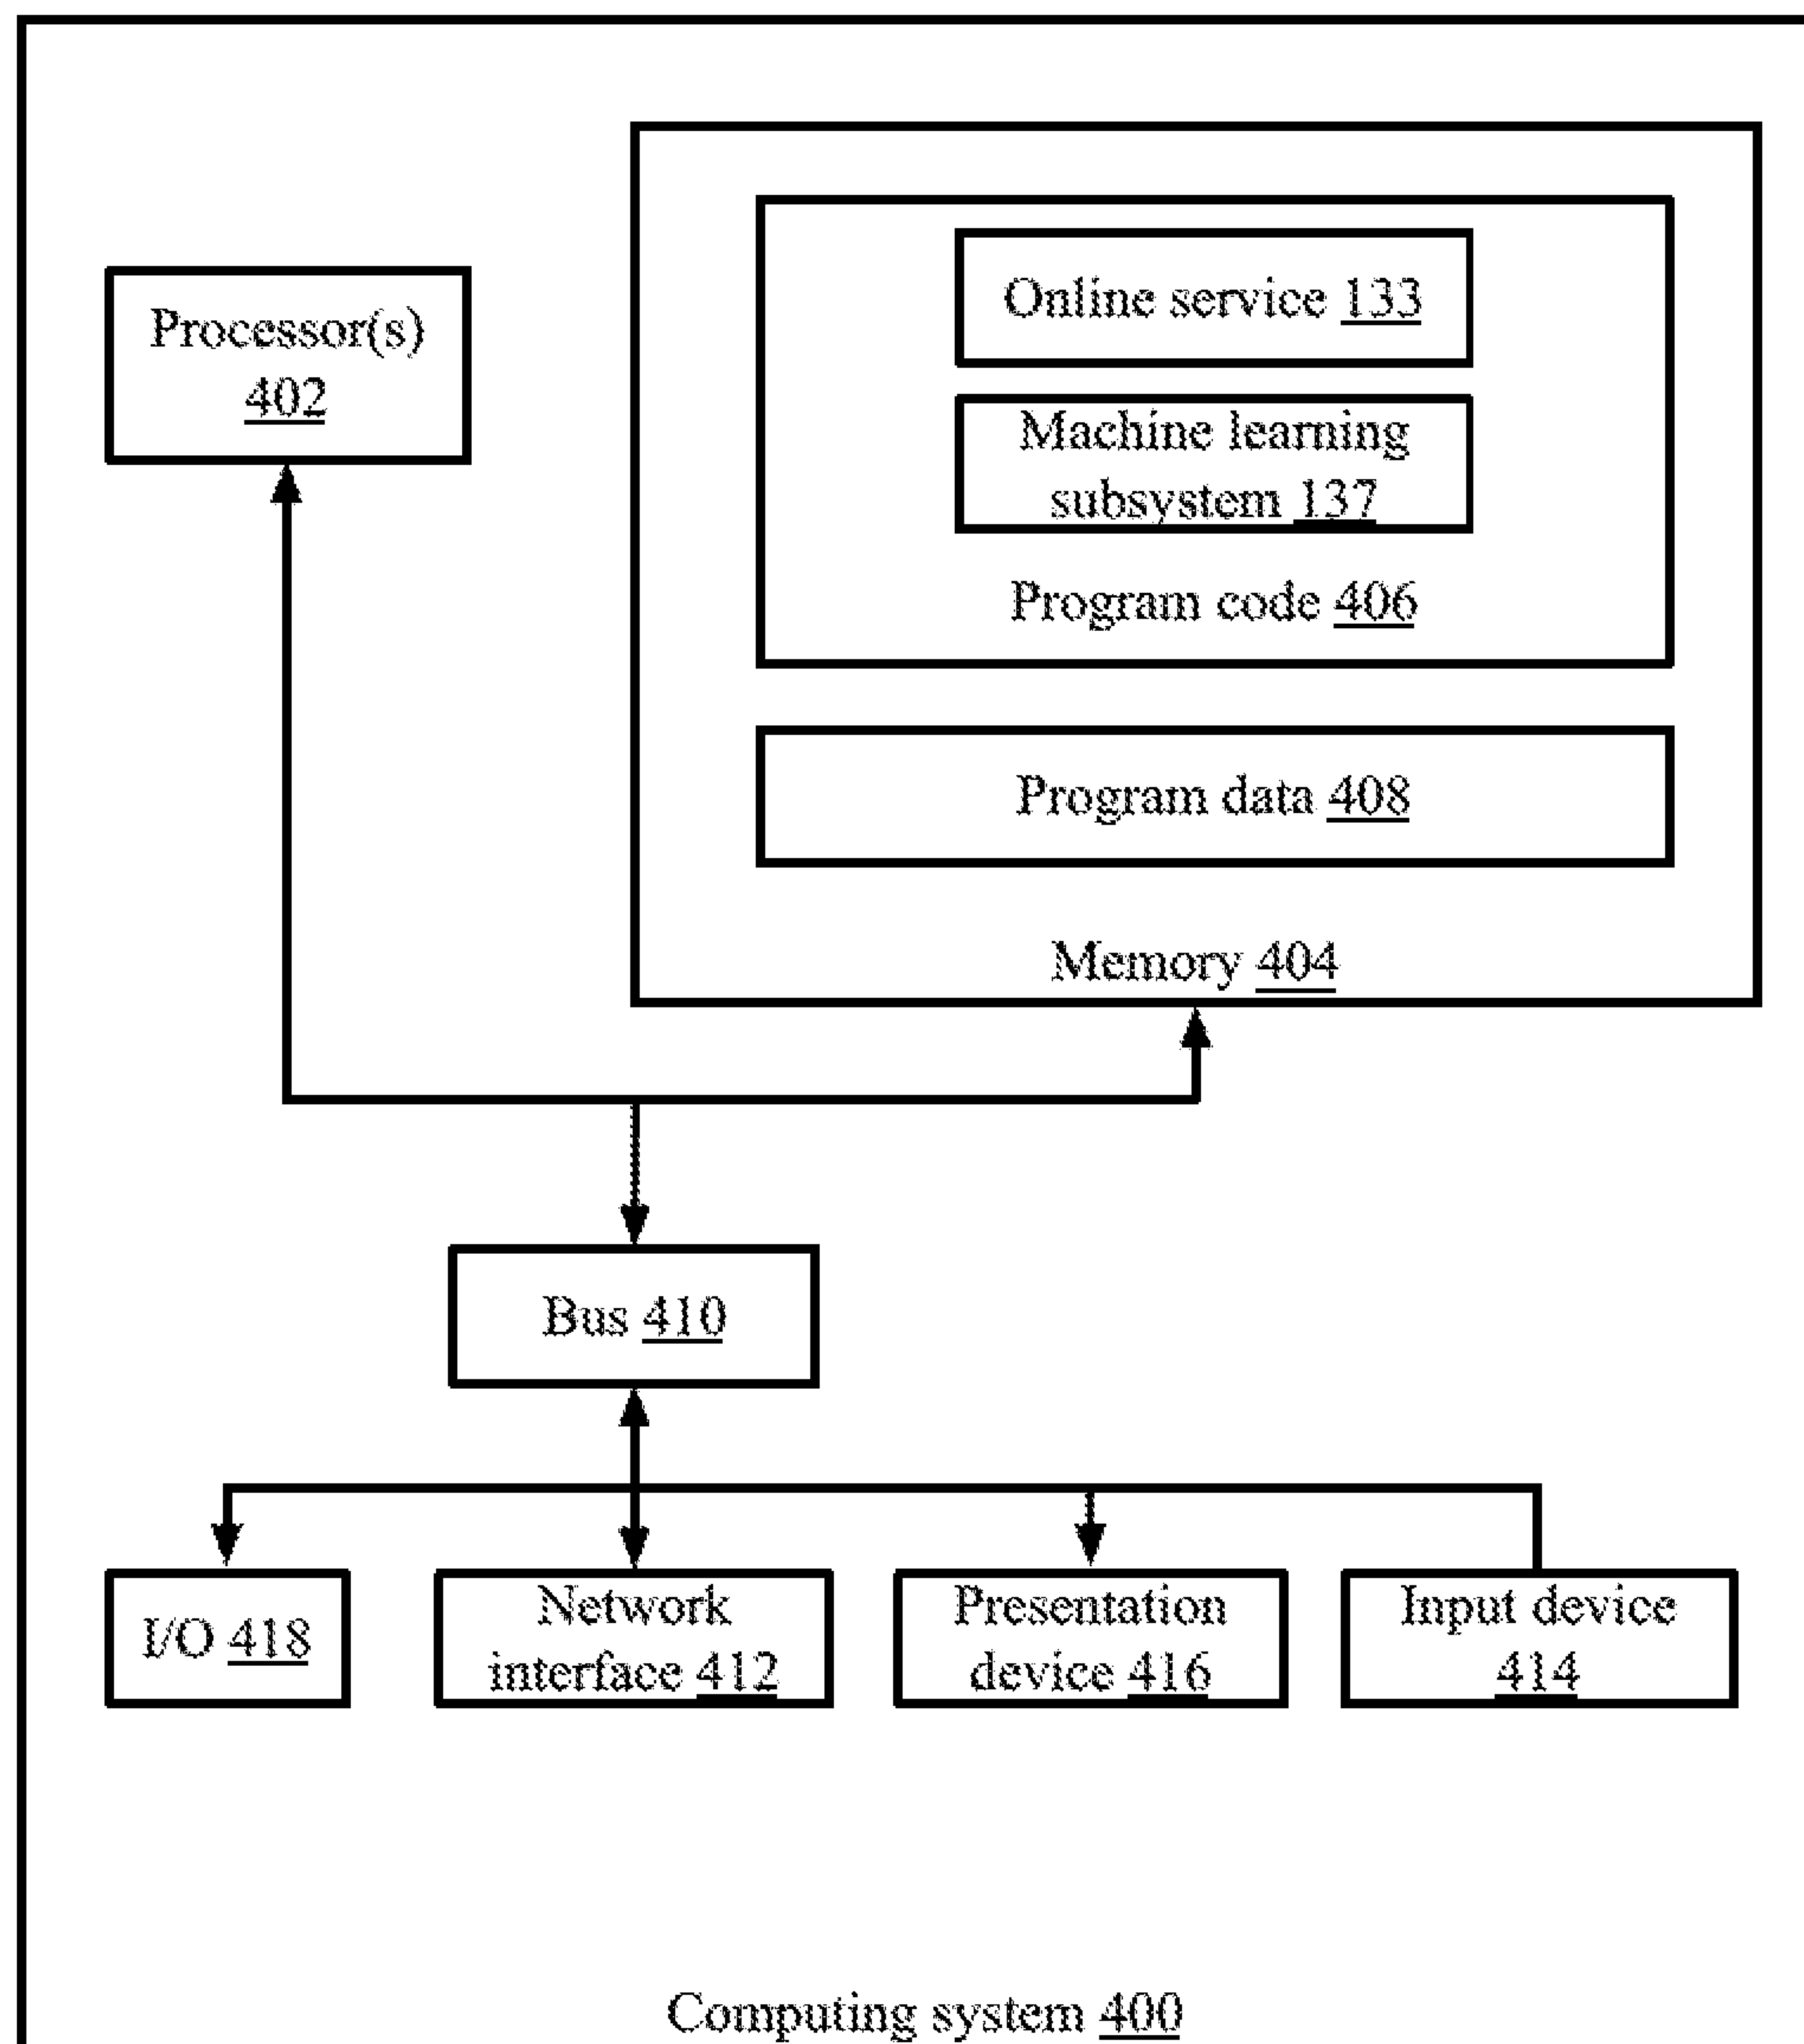 Processor(s)
402
Online service 133
Machine learning
subsystem 137
Program code 406
Program data 408
Memory 404
Bus 410
I/O 418
Network
interface 412
Presentation
device 416
Input device
414
Computing system 400